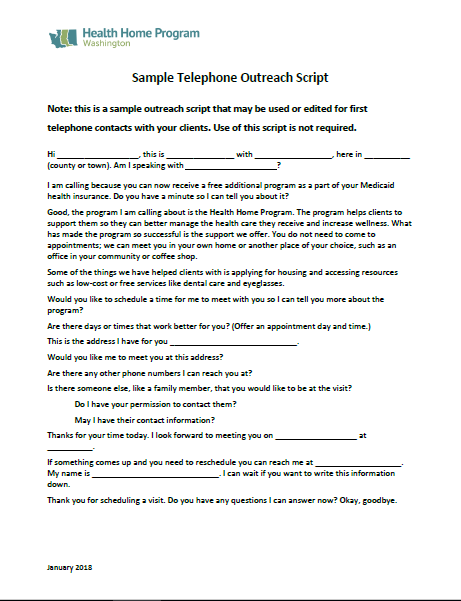 Health Home Program
Washington
Sample Telephone Outreach Script
Note: this is a sample outreach script that may be used or edited for first
telephone contacts with your clients. Use of this script is not required.
Hi __________________, this is _______________ with _________________, here in __________
(county or town). Am I speaking with ____________________?
I am calling because you can now receive a free additional program as a part of your Medicaid
health insurance. Do you have a minute so I can tell you about it?
Good, the program I am calling about is the Health Home Program. The program helps clients to
support them so they can better manage the health care they receive and increase wellness. What
has made the program so successful is the support we offer. You do not need to come to
appointments; we can meet you in your own home or another place of your choice, such as an
office in your community or coffee shop.
Some of the things we have helped clients with is applying for housing and accessing resources
such as low-cost or free services like dental care and eyeglasses.
Would you like to schedule a time for me to meet with you so I can tell you more about the
program?
Are there days or times that work better for you? (Offer an appointment day and time.)
This is the address I have for you ____________________________.
Would you like me to meet you at this address?
Are there any other phone numbers I can reach you at?
Is there someone else, like a family member, that you would like to be at the visit?
Do I have your permission to contact them?
May I have their contact information?
Thanks for your time today. I look forward to meeting you on __________________ at
__________.
If something comes up and you need to reschedule you can reach me at ___________________.
My name is ____________________________. I can wait if you want to write this information
down.
Thank you for scheduling a visit. Do you have any questions I can answer now? Okay, goodbye.
January 2018